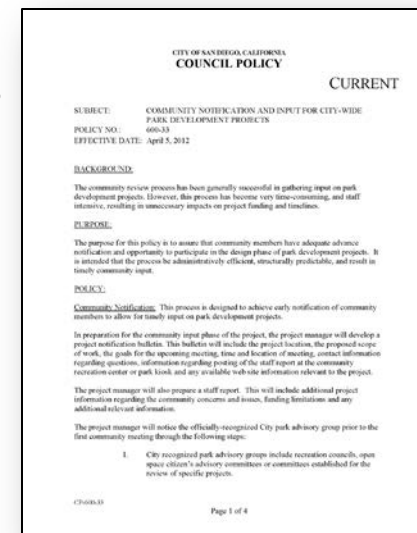 CITY OF SAN DIEGO, CALIFORNIA
COUNCIL POLICY
CURRENT
SUBJECT: COMMUNITY NOTIFICATION AND INPUT FOR CITY-WIDE
PARK DEVELOPMENT PROJECTS
POLICY NO.: 600-33
EFFECTIVE DATE: April 5, 2012
BACKGROUND:
The community review process has been generally successful in gathering input on park
development projects. However, this process has become very time-consuming, and staff
intensive, resulting in unnecessary impacts on project funding and timelines.
PURPOSE:
The purpose for this policy is to assure that community members have adequate advance
notification and opportunity to participate in the design phase of park development projects. It
is intended that the process be administratively efficient, structurally predictable, and result in
timely community input.
POLICY:
Community Notification: This process is designed to achieve early notification of community
members to allow for timely input on park development projects.
In preparation for the community input phase of the project, the project manager will develop a
project notification bulletin. This bulletin will include the project location, the proposed scope
of work, the goals for the upcoming meeting, time and location of meeting, contact information
regarding questions, information regarding posting of the staff report at the community
recreation center or park kiosk and any available web site information relevant to the project.
The project manager will also prepare a staff report. This will include additional project
information regarding the community concerns and issues, funding limitations and any
additional relevant information.
The project manager will notice the officially-recognized City park advisory group prior to the
first community meeting through the following steps:
1. City recognized park advisory groups include recreation councils, open
space citizen's advisory committees or committees established for the
review of specific projects.
CP-600-33
Page 1 of 4